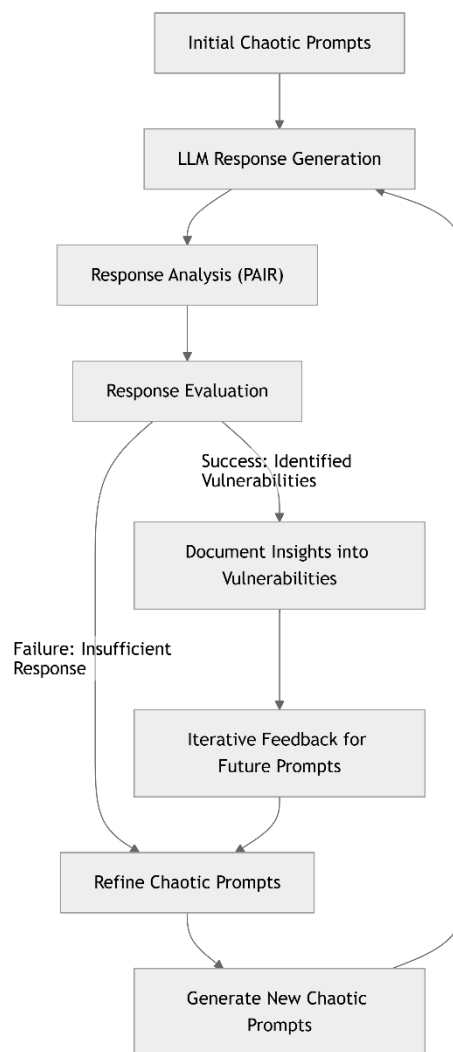 Initial Chaotic Prompts
LLM Response Generation
Response Analysis (PAIR)
Response Evaluation
Success: Identified
Vulnerabilities
Document Insights into
Vulnerabilities
Failure: Insufficient
Response
Iterative Feedback for
Future Prompts
Refine Chaotic Prompts
Generate New Chaotic
Prompts